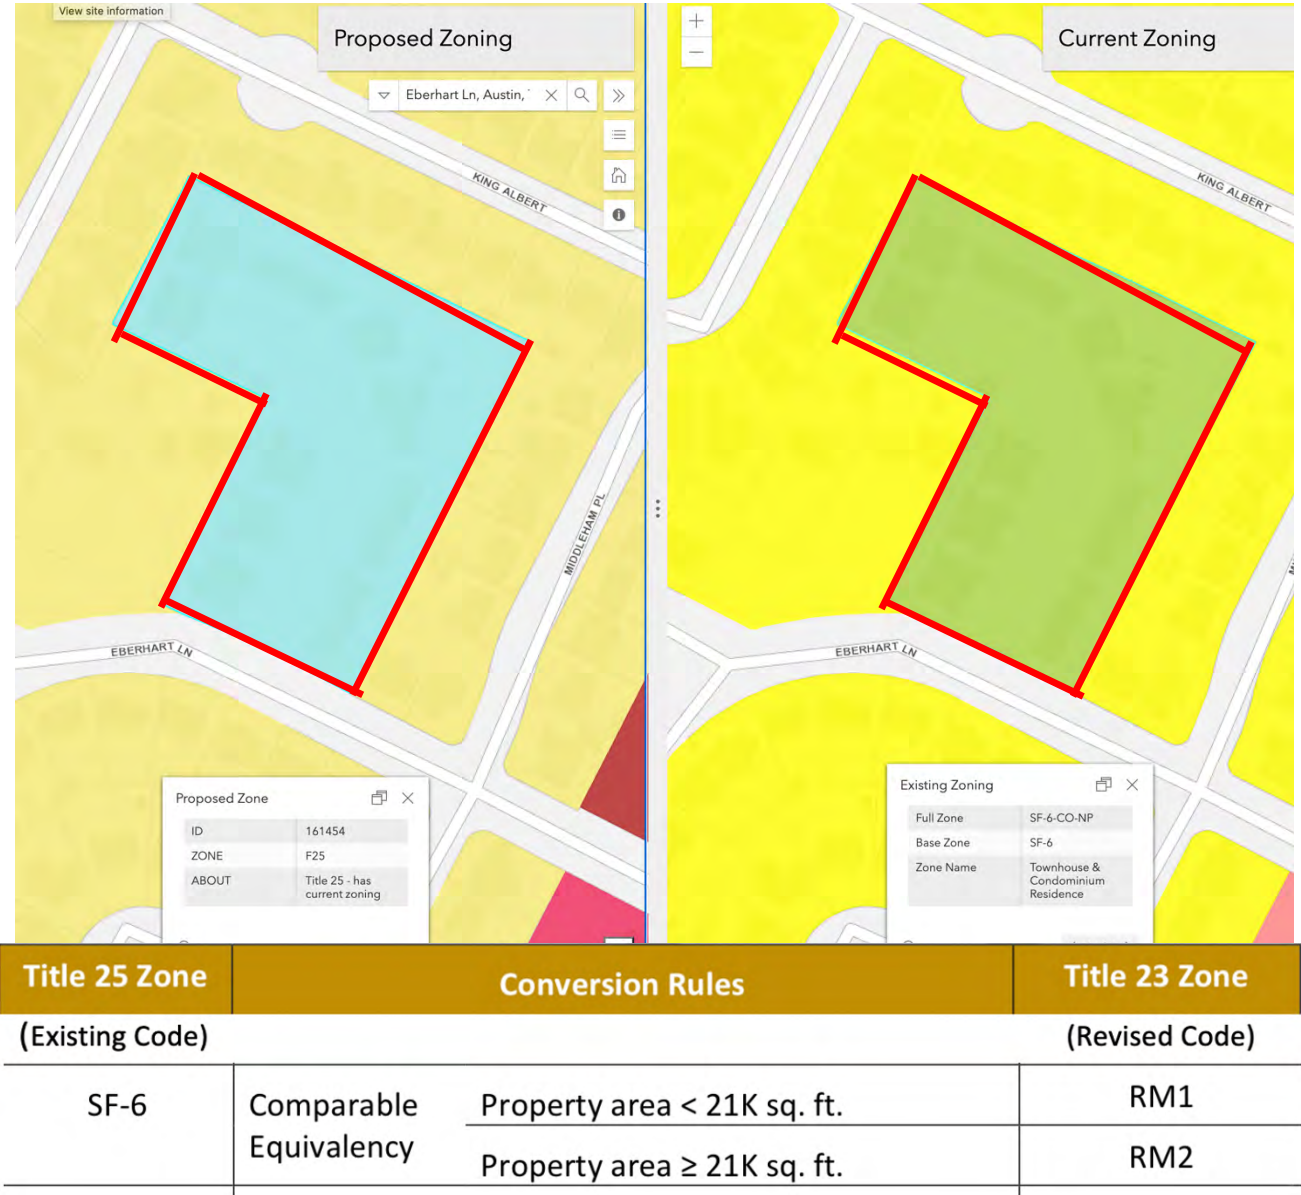 View site information
Proposed Zoning
Eberhart Ln, Austin,
KING ALBERT
MIDDLEHAM PL
EBERHART LN
Proposed Zone
ID 161454
ZONE F25
ABOUT Title 25 - has
current zoning
Current Zoning
KING ALBERT
EBERHART LN
Existing Zoning
Full Zone SF-6-CO-NP
Base Zone SF-6
Zone Name Townhouse &
Condominium
Residence
Title 25 Zone Conversion Rules Title 23 Zone
(Existing Code) (Revised Code)
SF-6 Comparable Property area < 21K sq. ft. RM1
Equivalency Property area ≥ 21K sq. ft. RM2